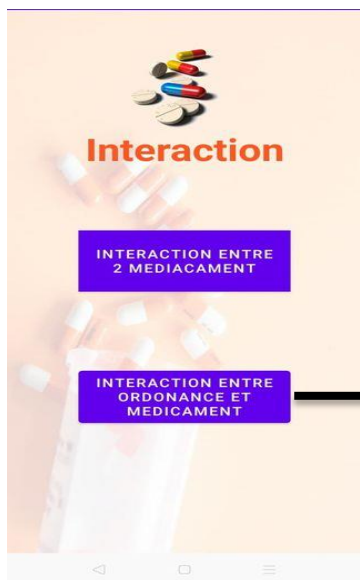 Interaction
INTERACTION ENTRE
2 MEDIACAMENT
INTERACTION ENTRE
ORDONANCE ET
MEDICAMENT